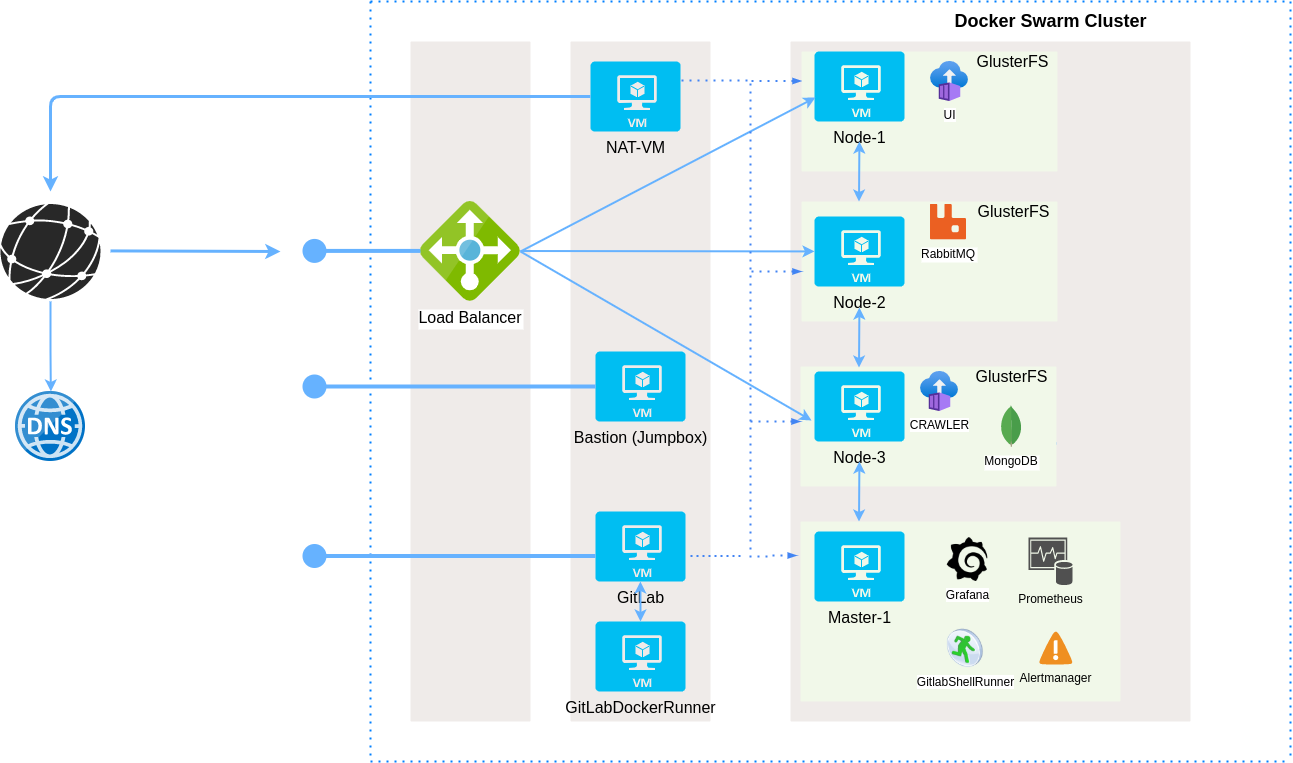 Docker Swarm Cluster
VM
NAT-VM
VM
Node-1
UI
GlusterFS
Load Balancer
VM
Node-2
RabbitMQ
GlusterFS
DNS
VM
Bastion (Jumpbox)
VM
Node-3
CRAWLER
GlusterFS
MongoDB
VM
GitLab
VM
Master-1
Grafana
Prometheus
GitlabShellRunner
Alertmanager
VM
GitLabDockerRunner